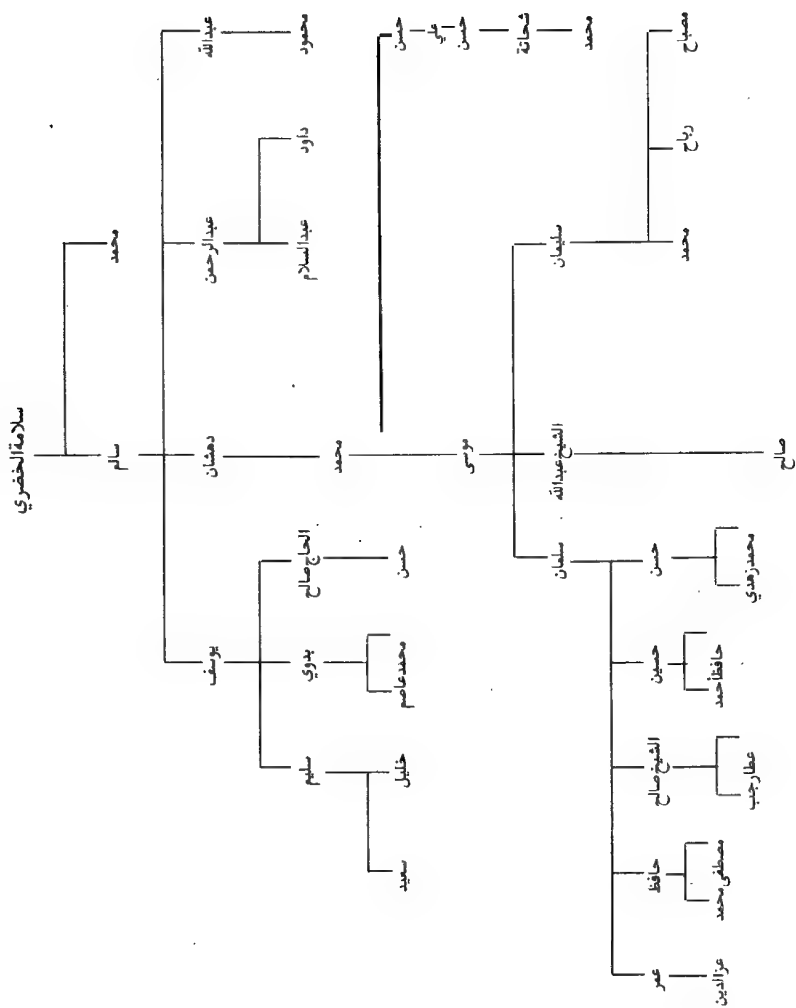 سلامة الخضري
محمد
سالم
عبدالله
عبدالرحمن
دهشان
يوسف
محمود
داود
عبدالسلام
محمد
الحاج صالح
بدوي
سليم
حسن
محمد عاصم
خليل
سعيد
حسن
علي
حسن
شحاتة
محمد
موسى
سليمان
الشيخ عبدالله
سلمان
مصباح
رباح
محمد
صالح
حسن
حسين
الشيخ صالح
حافظ
عمر
محمد زهدي
حافظ أحمد
عطا رجب
مصطفى محمد
عزالدين